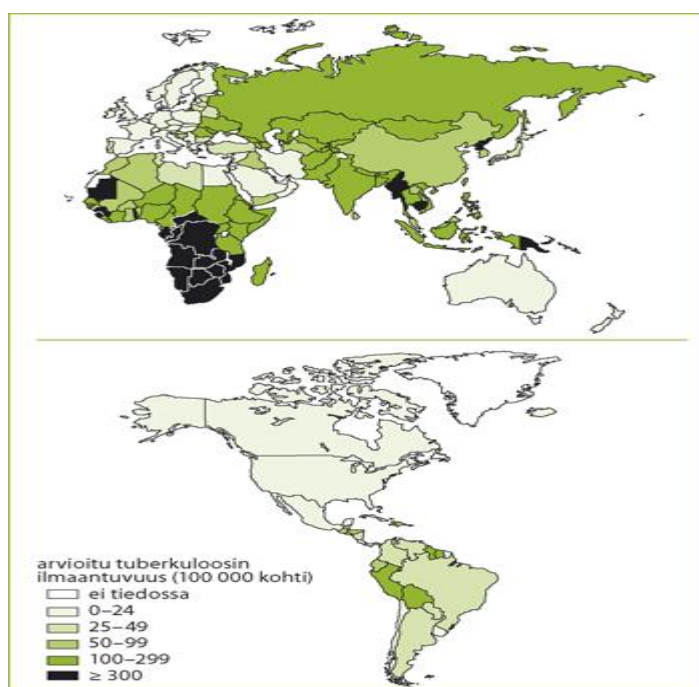 arvioitu tuberkuloosin
ilmaantuvuus (100 000 kohti)
ei tiedossa
0–24
25–49
50–99
100–299
≥ 300